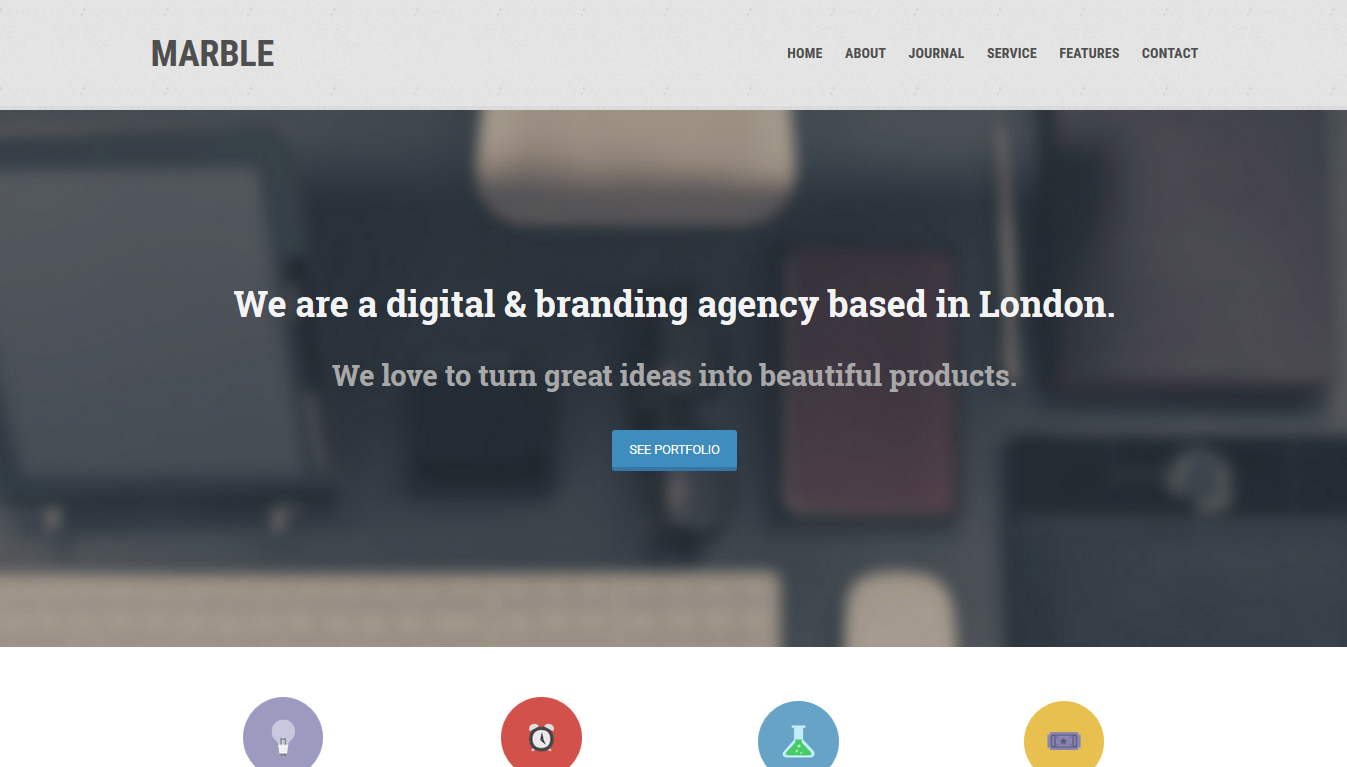 MARBLE
HOME ABOUT JOURNAL SERVICE FEATURES CONTACT
We are a digital & branding agency based in London.
We love to turn great ideas into beautiful products.
SEE PORTFOLIO